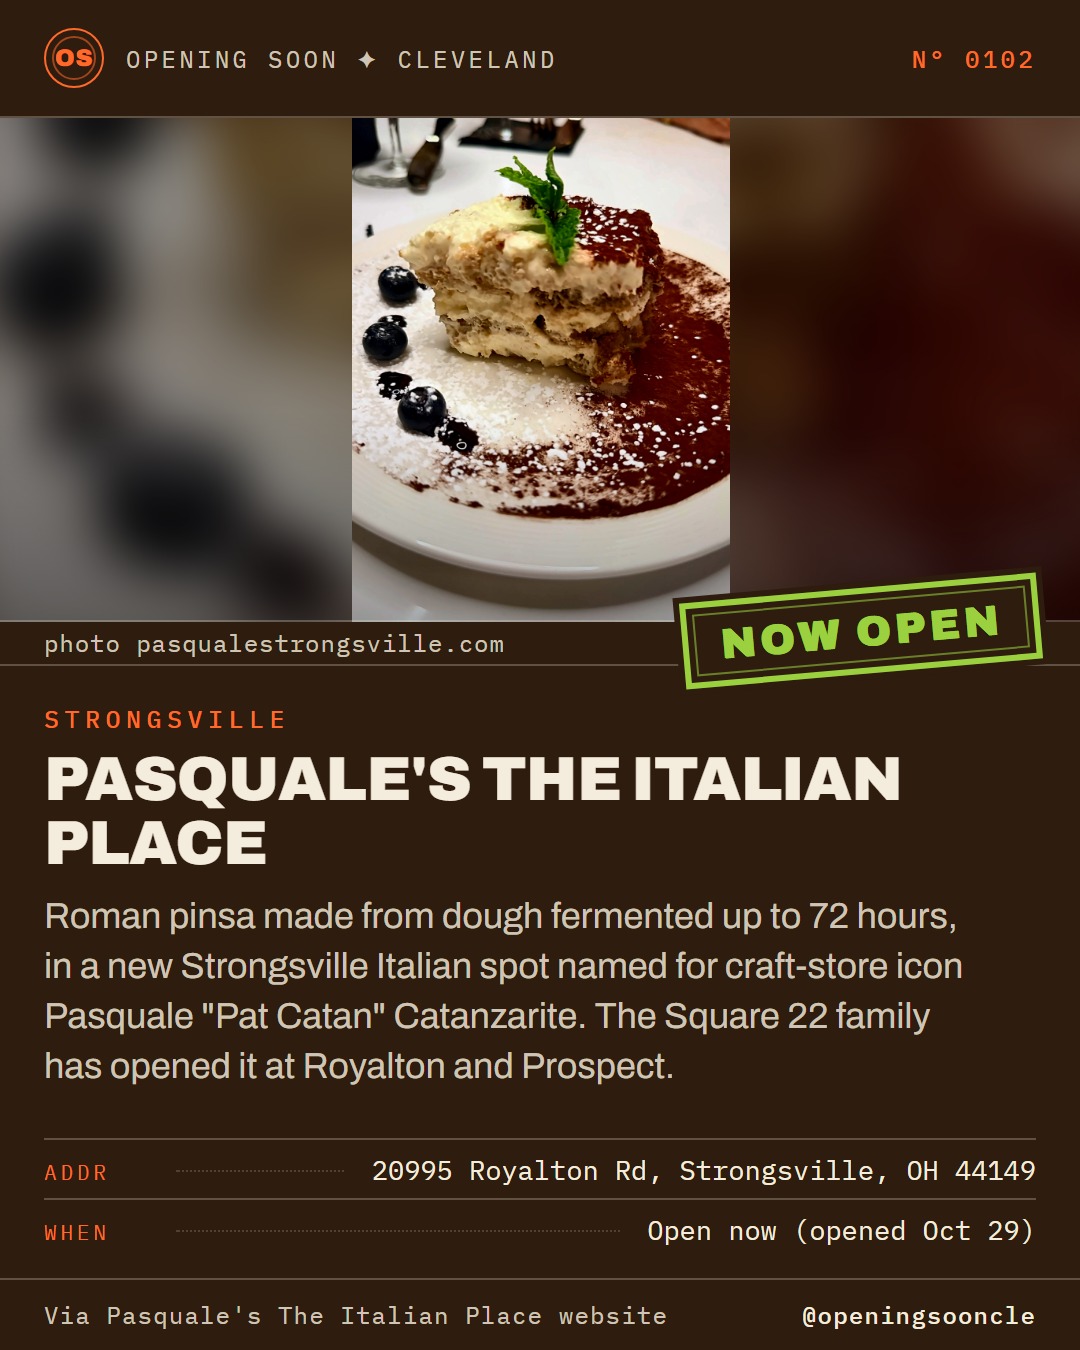 OS OPENING SOON ✦ CLEVELAND N° 0102
photo pasqualestrongsville.com
NOW OPEN
STRONGSVILLE
PASQUALE'S THE ITALIAN
PLACE
Roman pinsa made from dough fermented up to 72 hours,
in a new Strongsville Italian spot named for craft-store icon
Pasquale "Pat Catan" Catanzarite. The Square 22 family
has opened it at Royalton and Prospect.
ADDR 20995 Royalton Rd, Strongsville, OH 44149
WHEN Open now (opened Oct 29)
Via Pasquale's The Italian Place website @openingsooncle